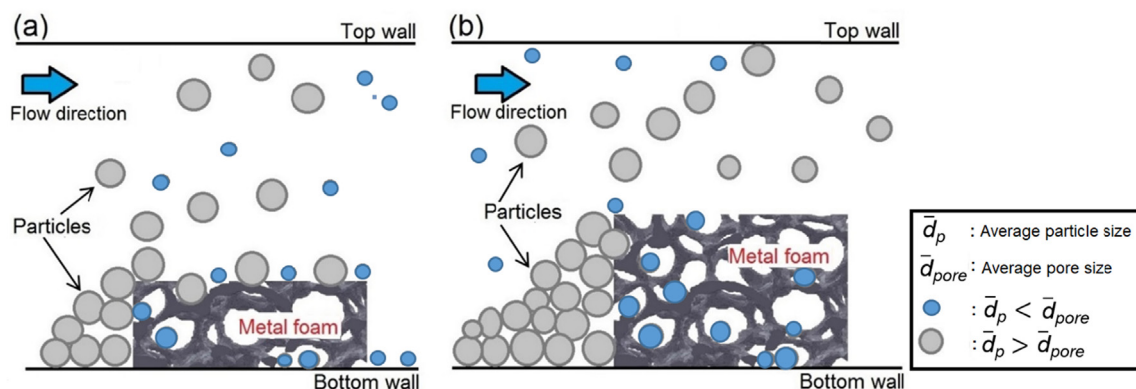 (a)
Top wall
Flow direction
Particles
Metal foam
Bottom wall
(b)
Top wall
Flow direction
Particles
Metal foam
Bottom wall
d̄p : Average particle size
d̄pore : Average pore size
: d̄p < d̄pore
: d̄p > d̄pore